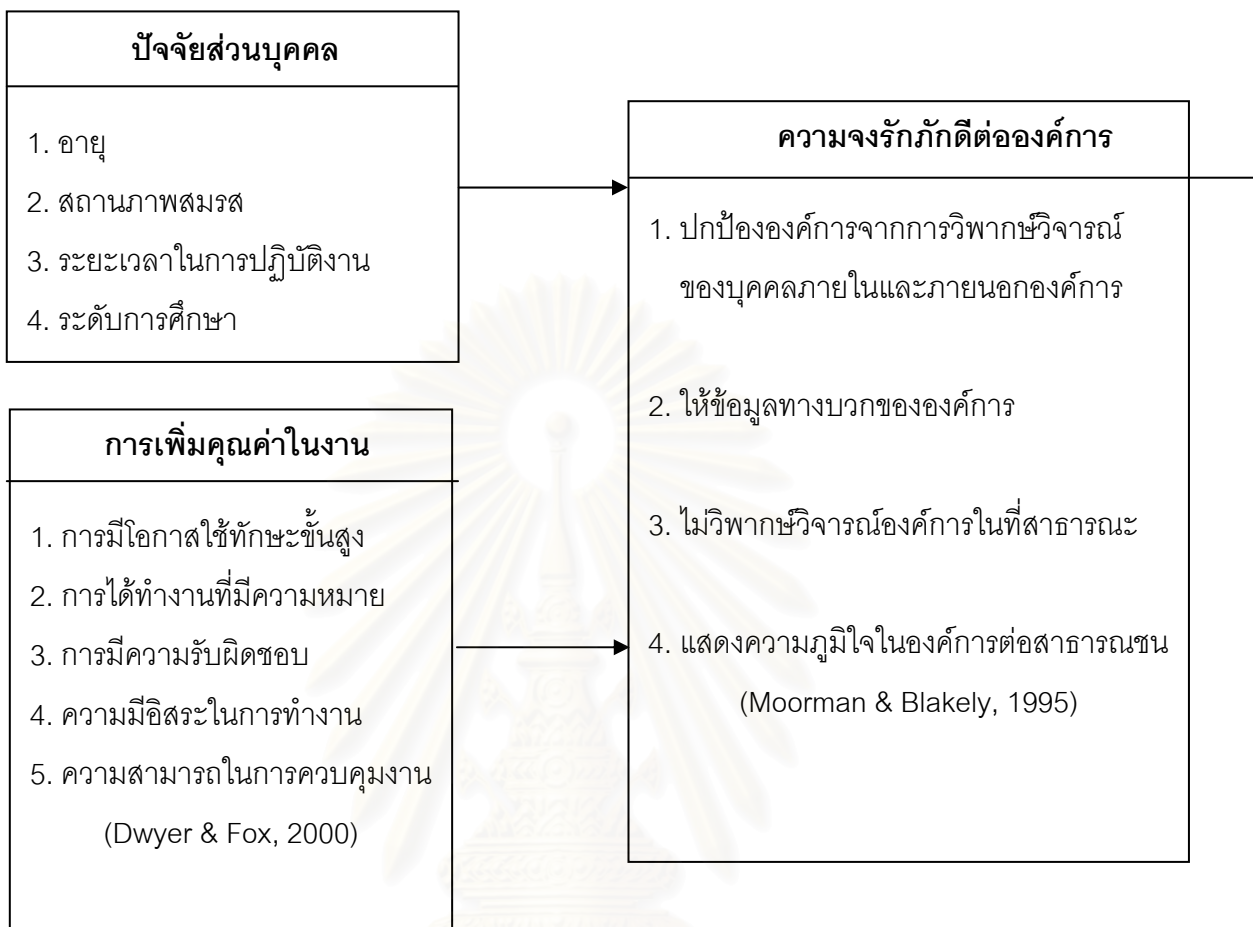 ปัจจัยส่วนบุคคล
1. อายุ
2. สถานภาพสมรส
3. ระยะเวลาในการปฏิบัติงาน
4. ระดับการศึกษา
การเพิ่มคุณค่าในงาน
1. การมีโอกาสใช้ทักษะขั้นสูง
2. การได้ทำงานที่มีความหมาย
3. การมีความรับผิดชอบ
4. ความมีอิสระในการทำงาน
5. ความสามารถในการควบคุมงาน
(Dwyer & Fox, 2000)
ความจงรักภักดีต่อองค์การ
1. ปกป้ององค์การจากการวิพากษ์วิจารณ์
ของบุคคลภายในและภายนอกองค์การ
2. ให้ข้อมูลทางบวกขององค์การ
3. ไม่วิพากษ์วิจารณ์องค์การในที่สาธารณะ
4. แสดงความภูมิใจในองค์การต่อสาธารณชน
(Moorman & Blakely, 1995)